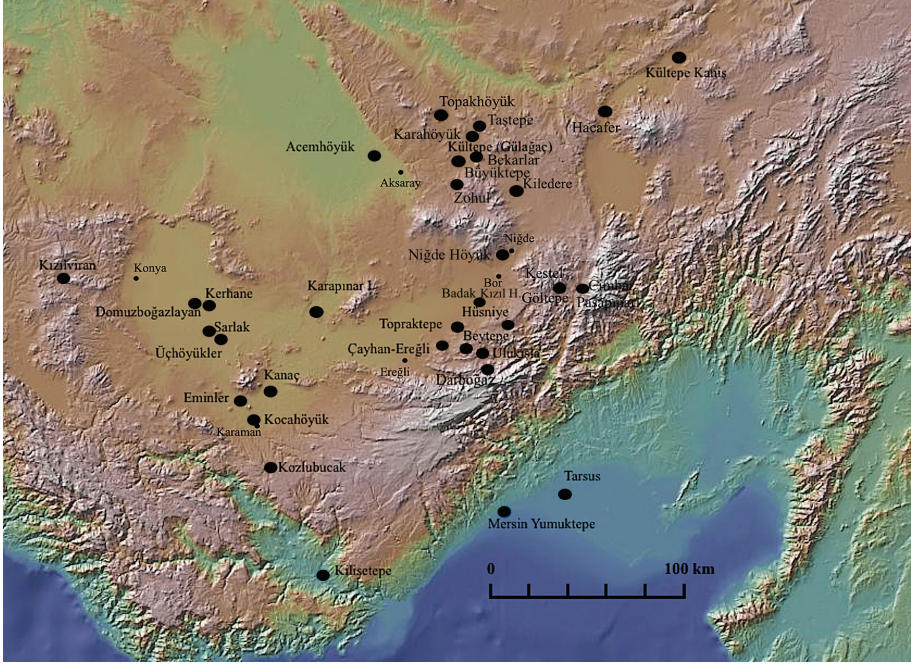 Kültepe Kaniş
Topakhöyük
Taştepe
Hacafer
Karahöyük
Acemhöyük
Kültepe (Gülağaç)
Bekarlar
Büyüktepe
Aksaray
Kiledere
Zohul
Niğde
Niğde Höyük
Kızılviran
Konya
Kestel
Bor
Karapınar 1
Kerhane
Badak Kızıl H.
Göltepe
Domuzboğazlayan
Hüsniye
Sarlak
Topraktepe
Beytepe
Üçhöyükler
Çayhan-Ereğli
Ulukışla
Ereğli
Kanaç
Darboğaz
Eminler
Kocahöyük
Karaman
Kozlubucak
Tarsus
Mersin Yumuktepe
Kilisetepe
0
100 km